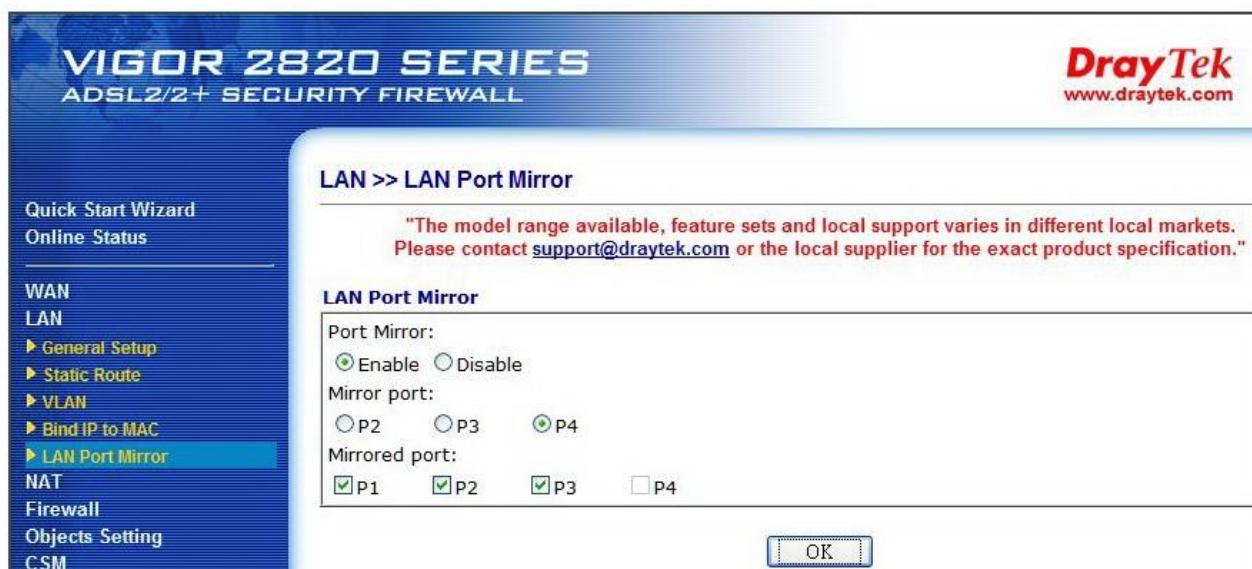 VIGOR 2820 SERIES
ADSL2/2+ SECURITY FIREWALL
DrayTek
www.draytek.com
Quick Start Wizard
Online Status
WAN
LAN
General Setup
Static Route
VLAN
Bind IP to MAC
LAN Port Mirror
NAT
Firewall
Objects Setting
CSM
LAN >> LAN Port Mirror
"The model range available, feature sets and local support varies in different local markets.
Please contact support@draytek.com or the local supplier for the exact product specification."
LAN Port Mirror
Port Mirror:
Enable Disable
Mirror port:
P2 P3 P4
Mirrored port:
P1 P2 P3 P4
OK